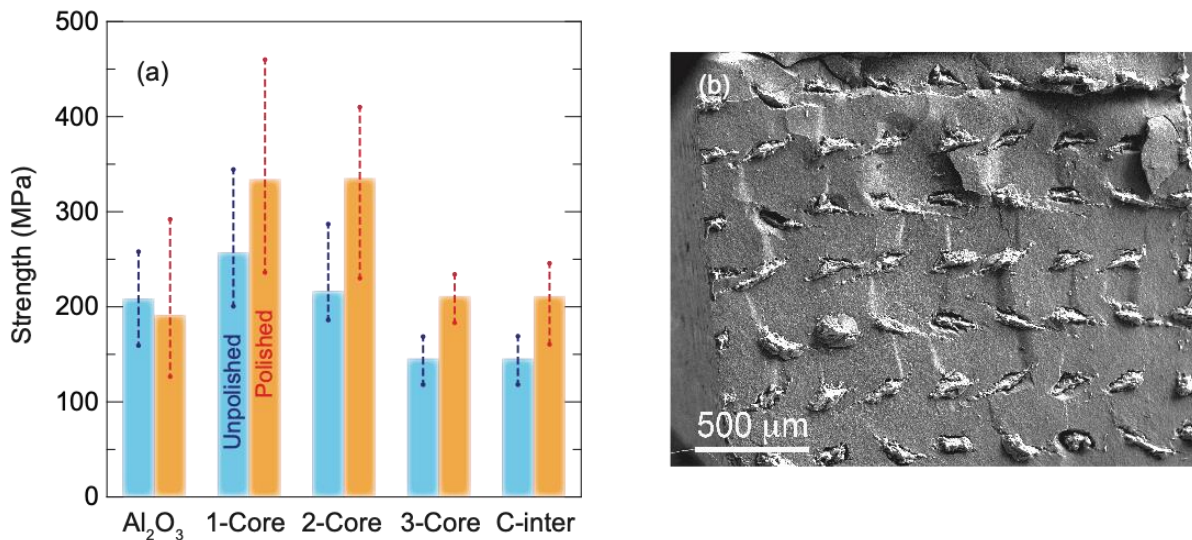 500
400
300
200
100
0
Strength (MPa)
(a)
Unpolished
Polished
Al₂O₃ 1-Core 2-Core 3-Core C-inter
(b)
500 μm